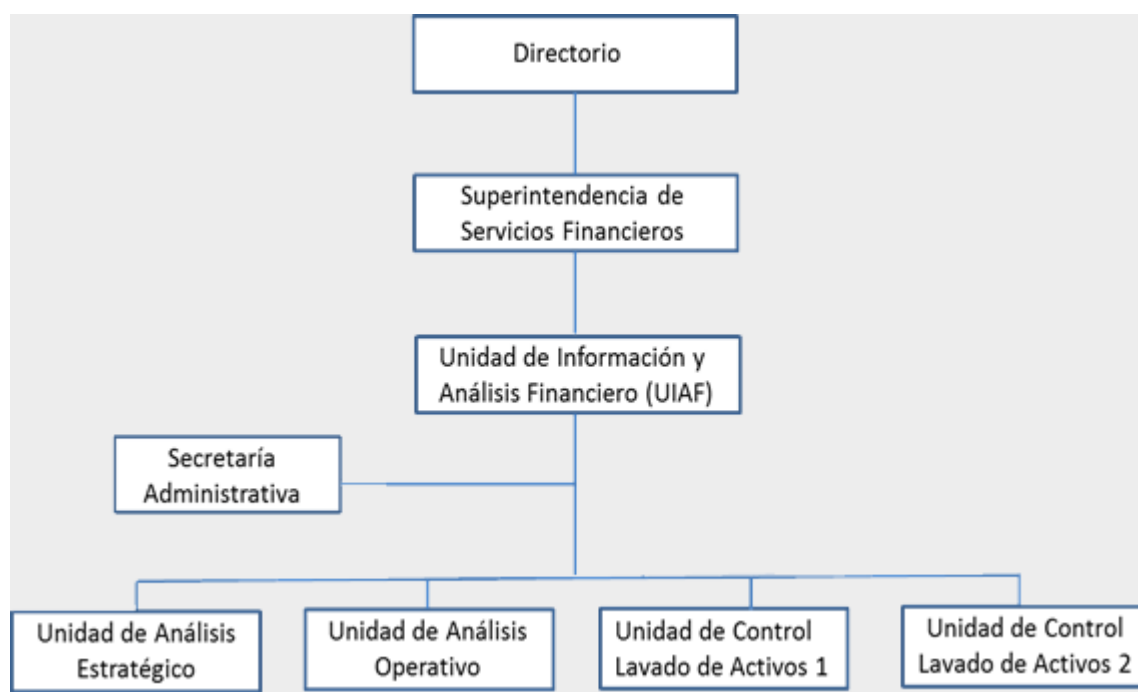 Directorio
Superintendencia de
Servicios Financieros
Unidad de Información y
Análisis Financiero (UIAF)
Secretaría
Administrativa
Unidad de Análisis
Estratégico
Unidad de Análisis
Operativo
Unidad de Control
Lavado de Activos 1
Unidad de Control
Lavado de Activos 2